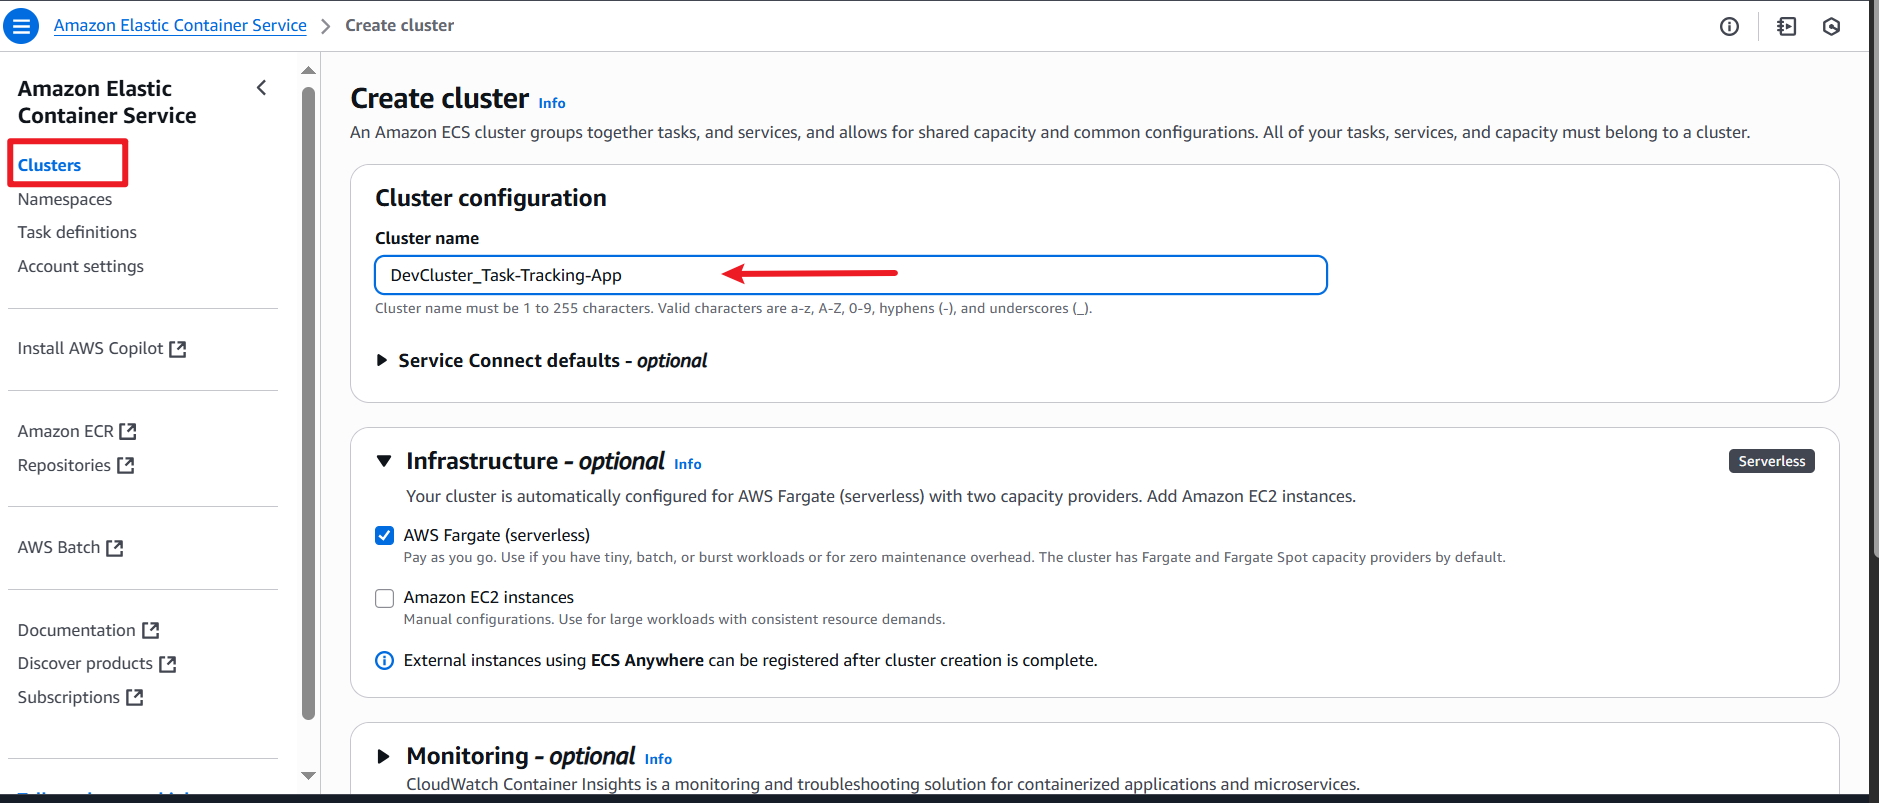 Amazon Elastic Container Service > Create cluster
Amazon Elastic
Container Service
Clusters
Namespaces
Task definitions
Account settings
Install AWS Copilot
Amazon ECR
Repositories
AWS Batch
Documentation
Discover products
Subscriptions
Create cluster Info
An Amazon ECS cluster groups together tasks, and services, and allows for shared capacity and common configurations. All of your tasks, services, and capacity must belong to a cluster.
Cluster configuration
Cluster name
DevCluster_Task-Tracking-App
Cluster name must be 1 to 255 characters. Valid characters are a-z, A-Z, 0-9, hyphens (-), and underscores (_).
Service Connect defaults - optional
Infrastructure - optional Info
Serverless
Your cluster is automatically configured for AWS Fargate (serverless) with two capacity providers. Add Amazon EC2 instances.
AWS Fargate (serverless)
Pay as you go. Use if you have tiny, batch, or burst workloads or for zero maintenance overhead. The cluster has Fargate and Fargate Spot capacity providers by default.
Amazon EC2 instances
Manual configurations. Use for large workloads with consistent resource demands.
External instances using ECS Anywhere can be registered after cluster creation is complete.
Monitoring - optional Info
CloudWatch Container Insights is a monitoring and troubleshooting solution for containerized applications and microservices.